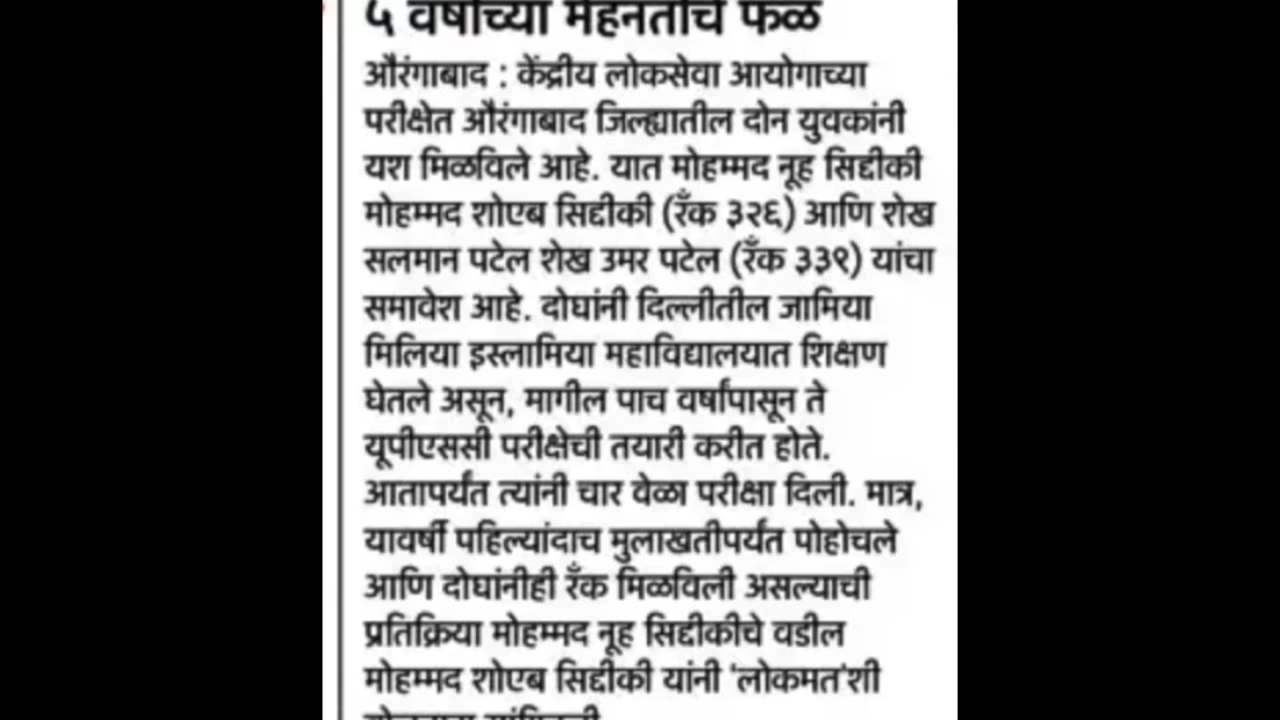 ५ वर्षांच्या मेहनतीचे फळ
औरंगाबाद : केंद्रीय लोकसेवा आयोगाच्या
परीक्षेत औरंगाबाद जिल्ह्यातील दोन युवकांनी
यश मिळविले आहे. यात मोहम्मद नूह सिद्दीकी
मोहम्मद शोएब सिद्दीकी (रँक ३२६) आणि शेख
सलमान पटेल शेख उमर पटेल (रँक ३३९) यांचा
समावेश आहे. दोघांनी दिल्लीतील जामिया
मिलिया इस्लामिया महाविद्यालयात शिक्षण
घेतले असून, मागील पाच वर्षांपासून ते
यूपीएससी परीक्षेची तयारी करीत होते.
आतापर्यंत त्यांनी चार वेळा परीक्षा दिली. मात्र,
यावर्षी पहिल्यांदाच मुलाखतीपर्यंत पोहोचले
आणि दोघांनीही रँक मिळविली असल्याची
प्रतिक्रिया मोहम्मद नूह सिद्दीकीचे वडील
मोहम्मद शोएब सिद्दीकी यांनी 'लोकमत'शी